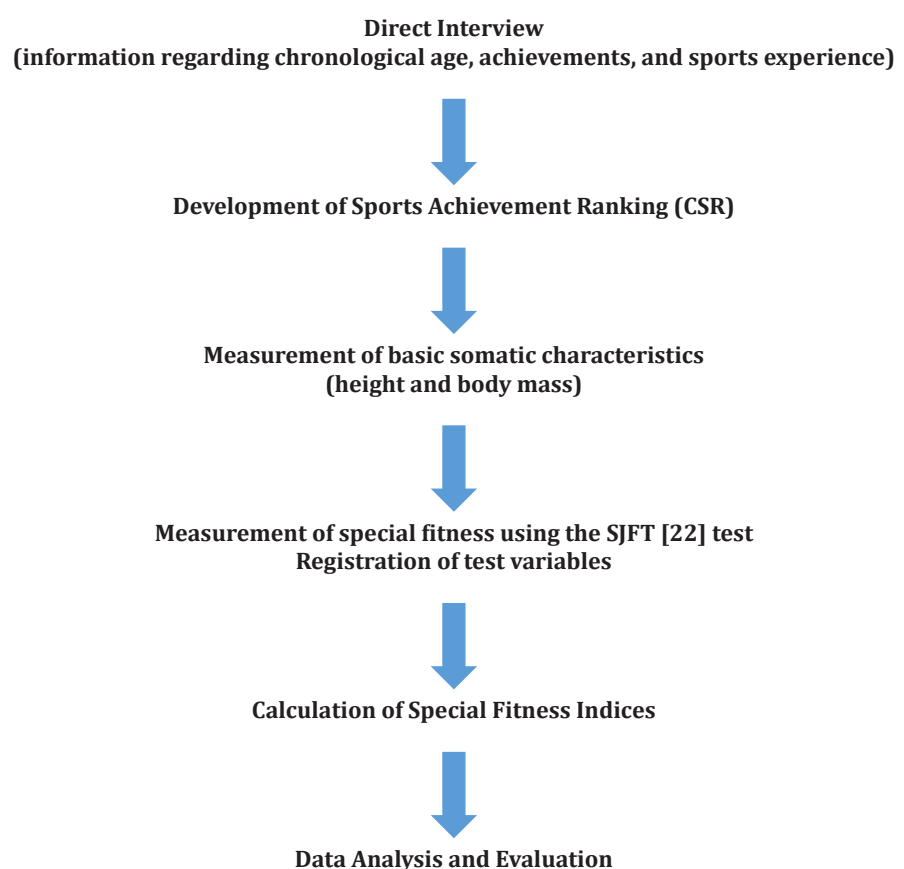 Direct Interview
(information regarding chronological age, achievements, and sports experience)
Development of Sports Achievement Ranking (CSR)
Measurement of basic somatic characteristics
(height and body mass)
Measurement of special fitness using the SJFT [22] test
Registration of test variables
Calculation of Special Fitness Indices
Data Analysis and Evaluation